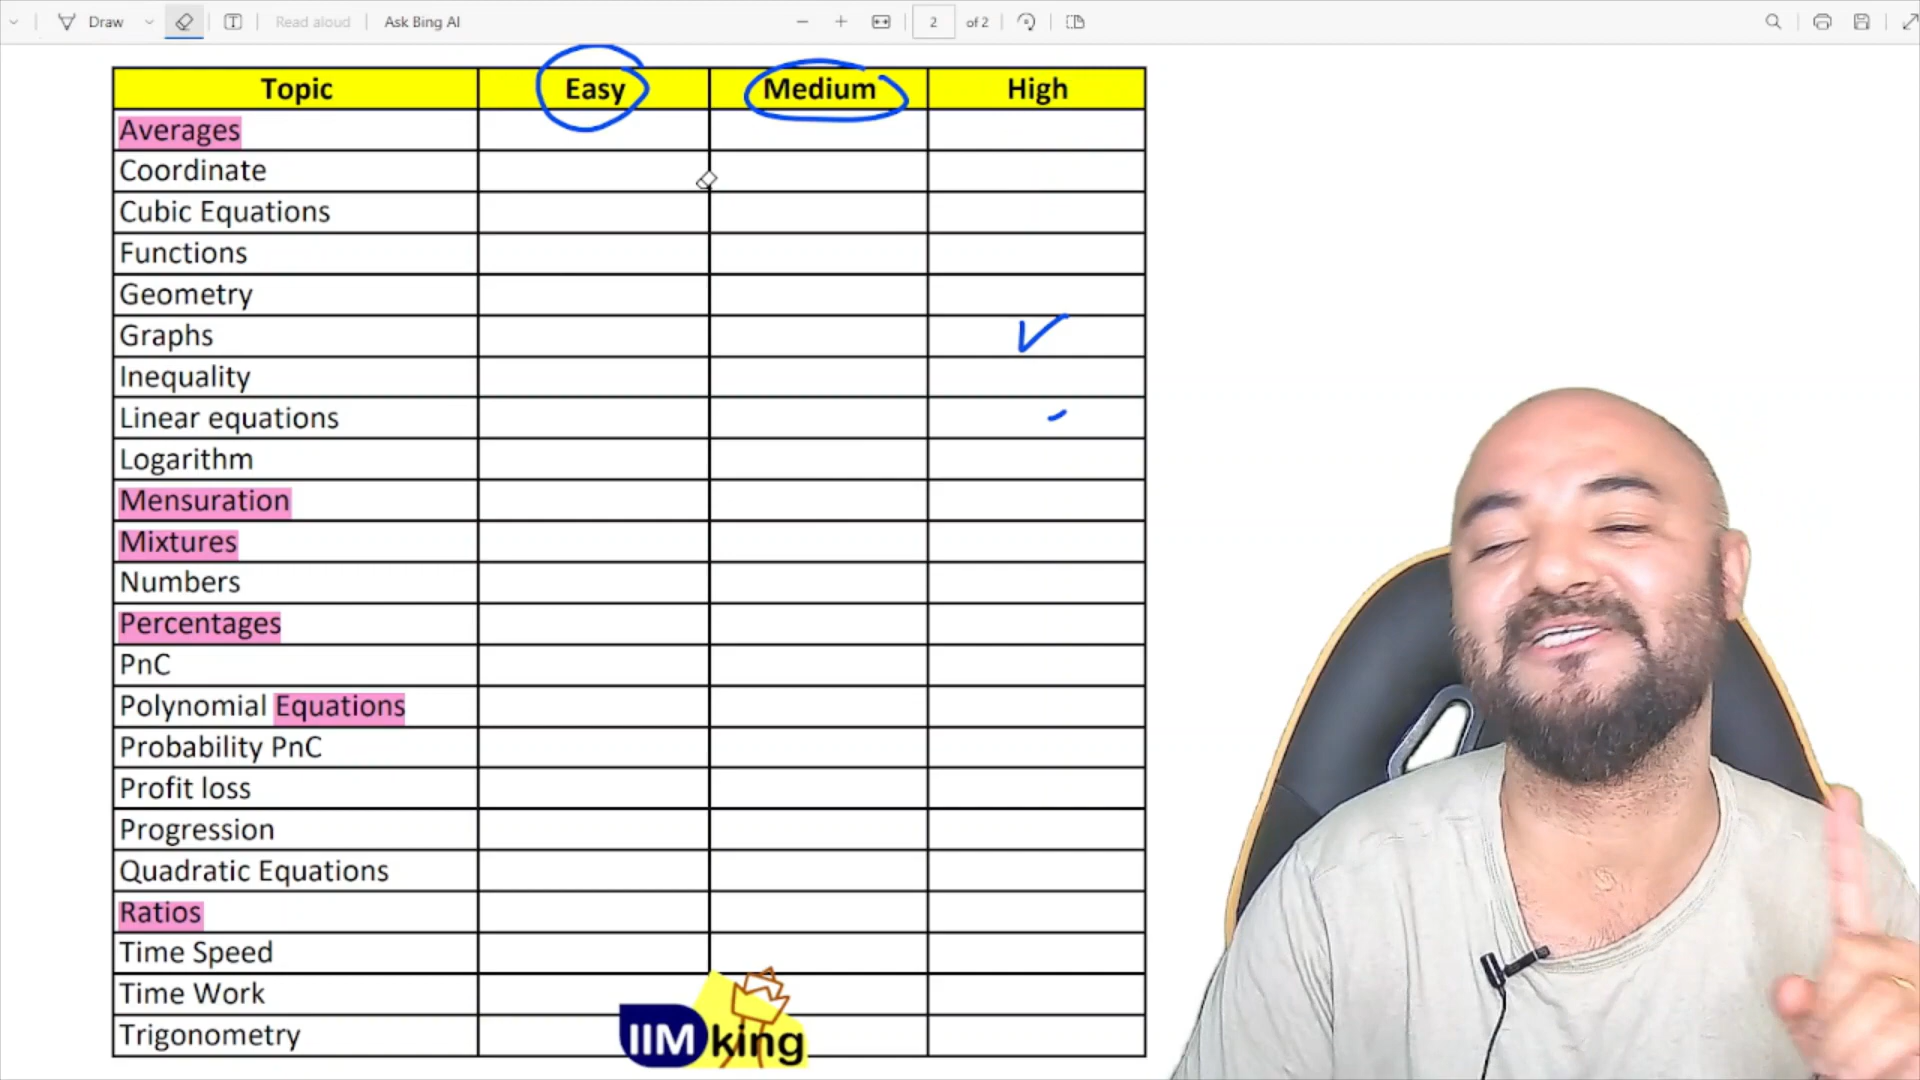 Draw Read aloud Ask Bing AI 2 of 2
Topic Easy Medium High
Averages
Coordinate
Cubic Equations
Functions
Geometry
Graphs
Inequality
Linear equations
Logarithm
Mensuration
Mixtures
Numbers
Percentages
PnC
Polynomial Equations
Probability PnC
Profit loss
Progression
Quadratic Equations
Ratios
Time Speed
Time Work
Trigonometry
IIM king